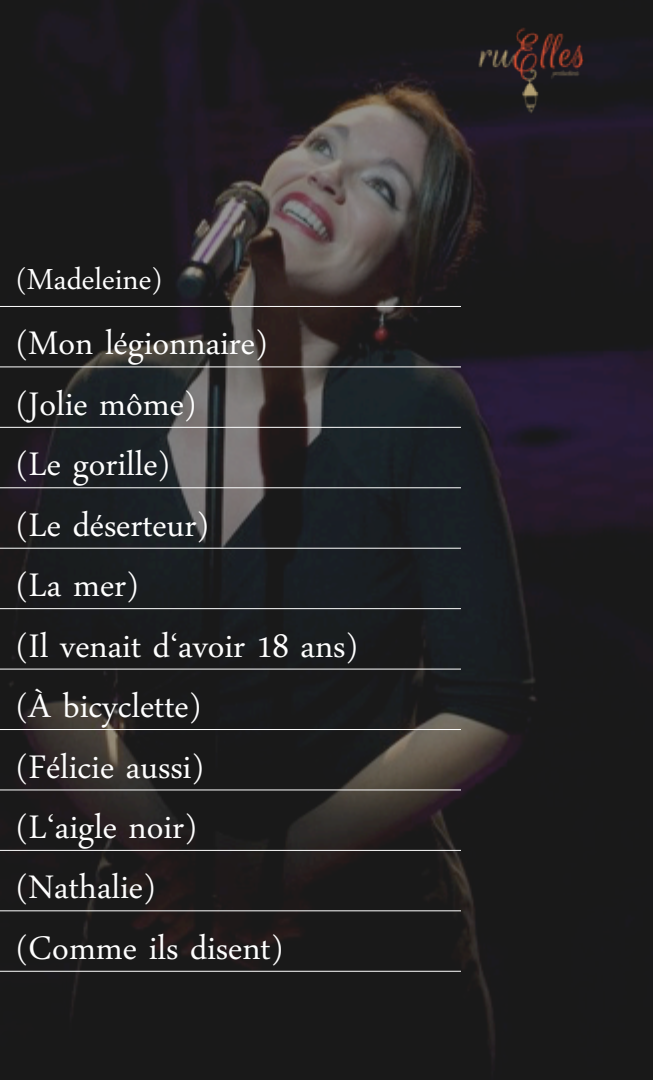 ruElles
productions
(Madeleine)
(Mon légionnaire)
(Jolie môme)
(Le gorille)
(Le déserteur)
(La mer)
(Il venait d‘avoir 18 ans)
(À bicyclette)
(Félicie aussi)
(L‘aigle noir)
(Nathalie)
(Comme ils disent)